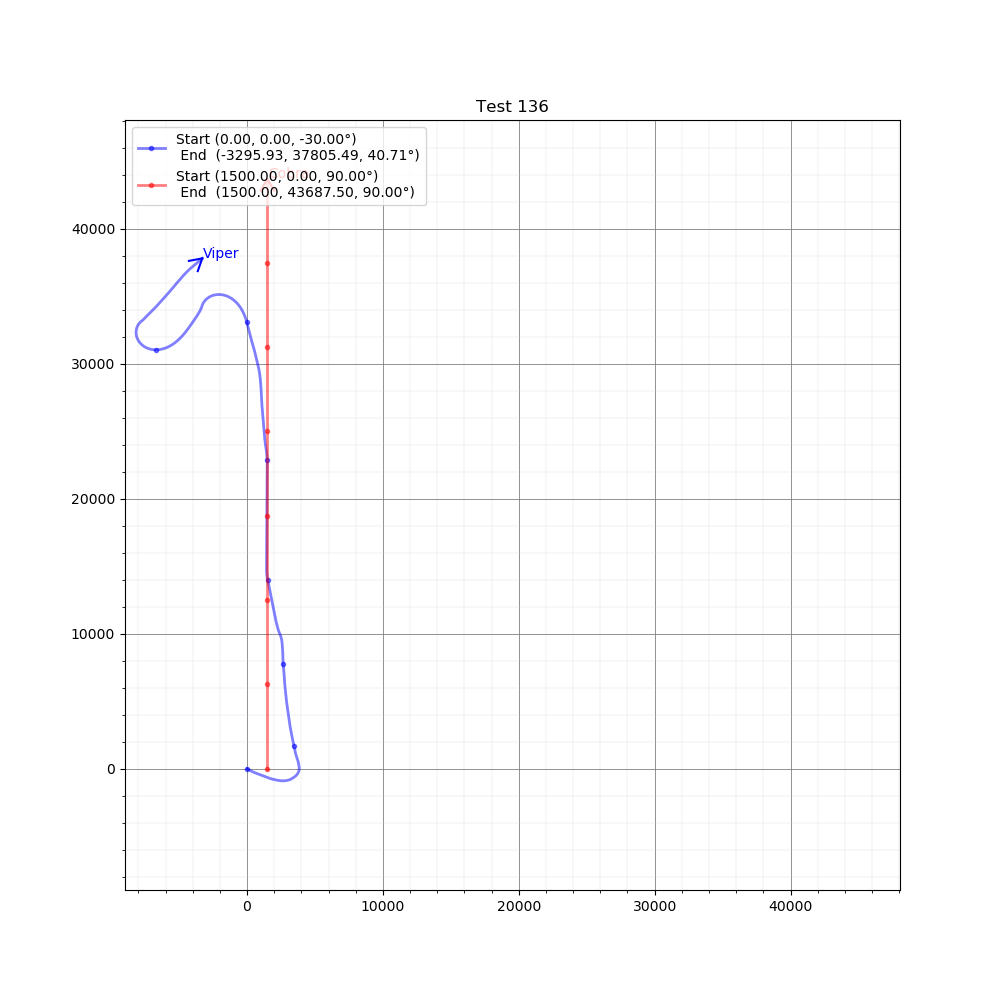 Test 136
Start (0.00, 0.00, -30.00°)
End (-3295.93, 37805.49, 40.71°)
Start (1500.00, 0.00, 90.00°)
End (1500.00, 43687.50, 90.00°)
Viper
40000
30000
20000
10000
0
0 10000 20000 30000 40000